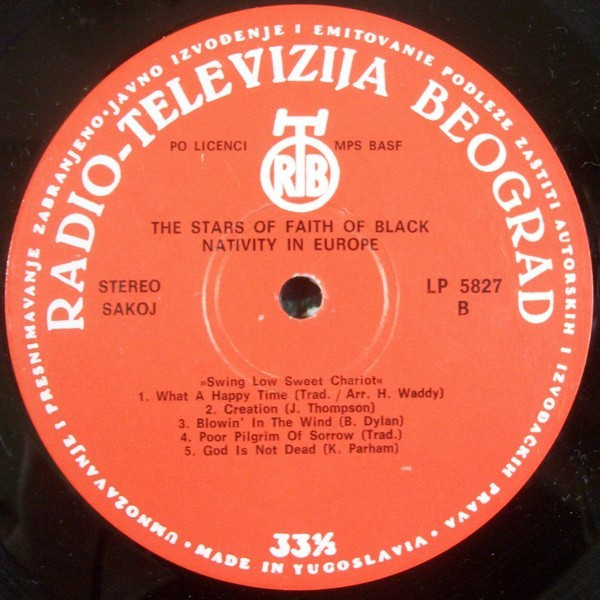 UMNOŽAVANJE I PRESNIMAVANJE ZABRANJENO • JAVNO IZVOĐENJE I EMITOVANJE PODLEŽE ZAŠTITI AUTORSKIH I IZVOĐAČKIH PRAVA •
RADIO-TELEVIZIJA BEOGRAD
PO LICENCI
MPS BASF
RTB
THE STARS OF FAITH OF BLACK
NATIVITY IN EUROPE
STEREO
SAKOJ
LP 5827
B
»Swing Low Sweet Chariot«
1. What A Happy Time (Trad. / Arr. H. Waddy)
2. Creation (J. Thompson)
3. Blowin' In The Wind (B. Dylan)
4. Poor Pilgrim Of Sorrow (Trad.)
5. God Is Not Dead (K. Parham)
33⅓
MADE IN YUGOSLAVIA •